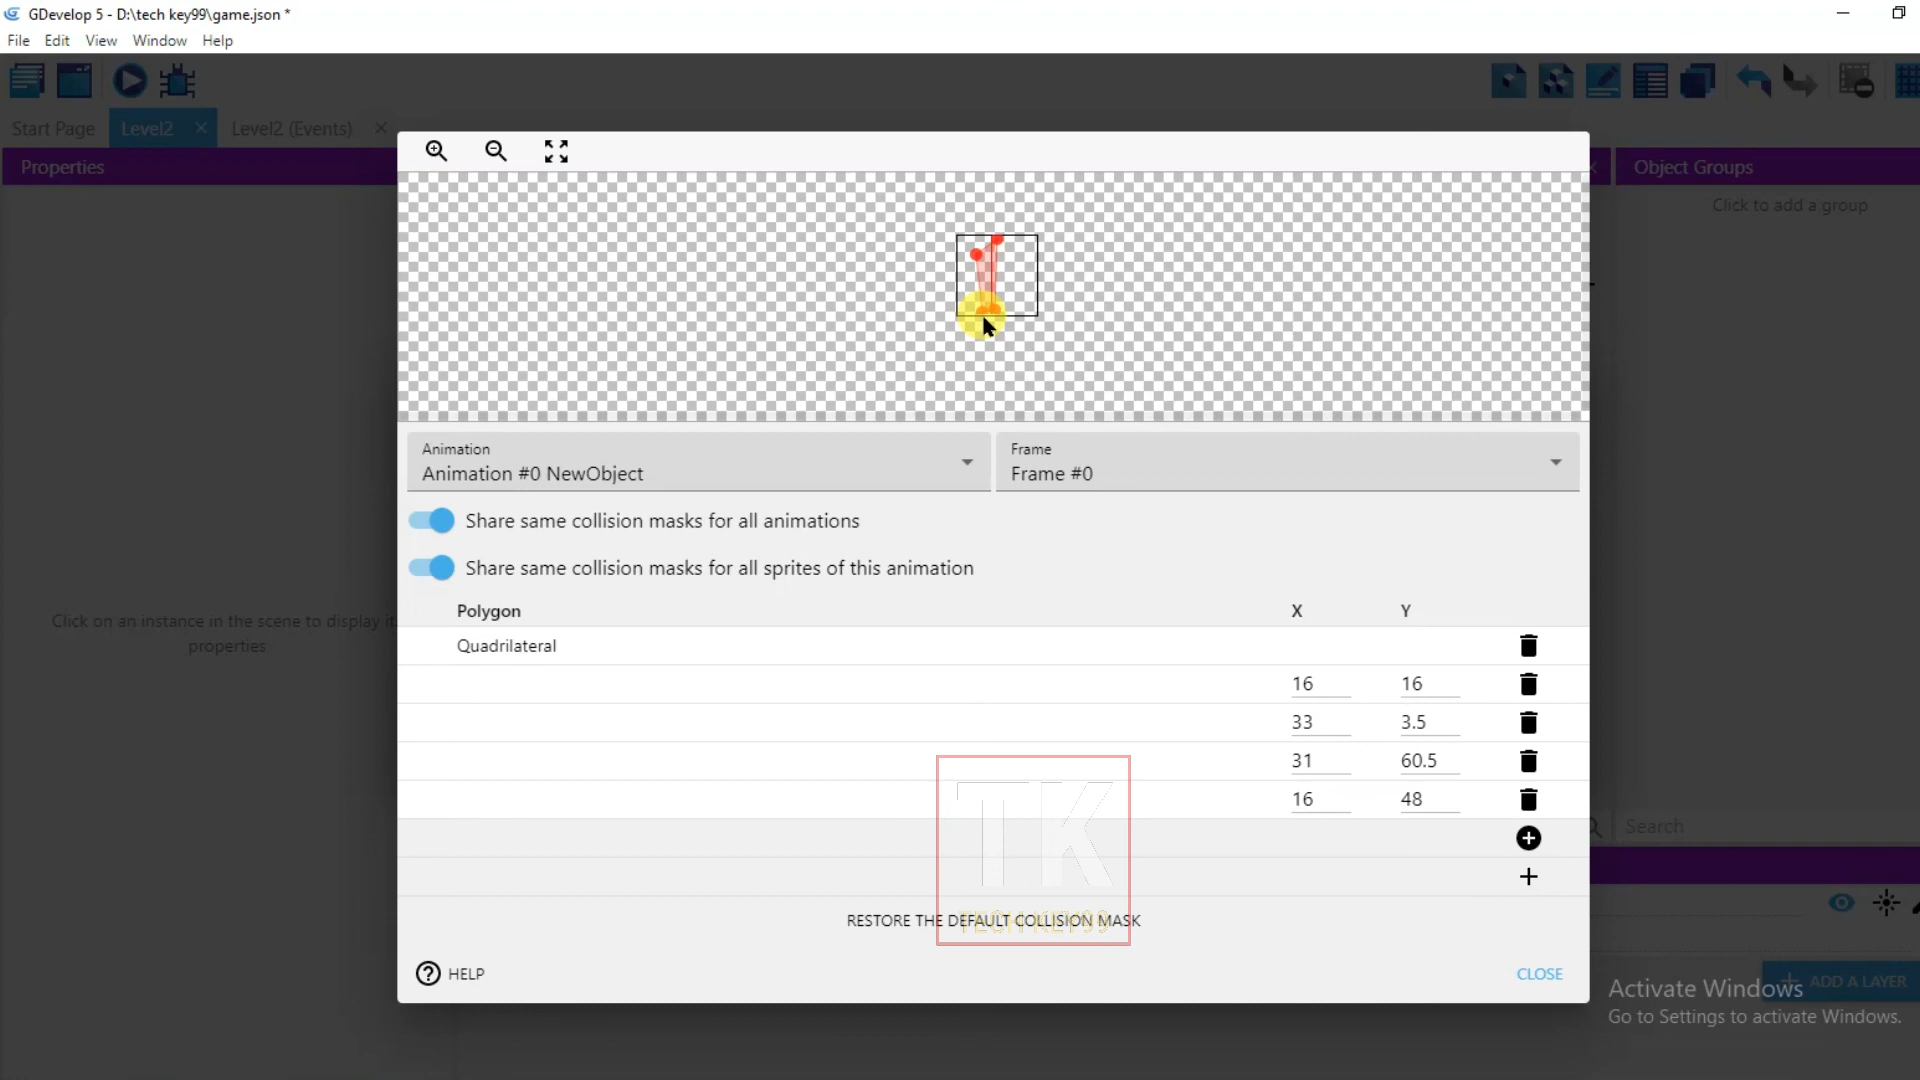 GDevelop 5 - D:\tech key99\game.json *
File Edit View Window Help
Start Page Level2 Level2 (Events)
Properties
Object Groups
Click to add a group
Animation
Animation #0 NewObject
Frame
Frame #0
Share same collision masks for all animations
Share same collision masks for all sprites of this animation
Click on an instance in the scene to display it
properties
Polygon X Y
Quadrilateral
16 16
33 3.5
31 60.5
16 48
TK
TECH KEY99
Search
RESTORE THE DEFAULT COLLISION MASK
HELP
CLOSE
ADD A LAYER
Activate Windows
Go to Settings to activate Windows.